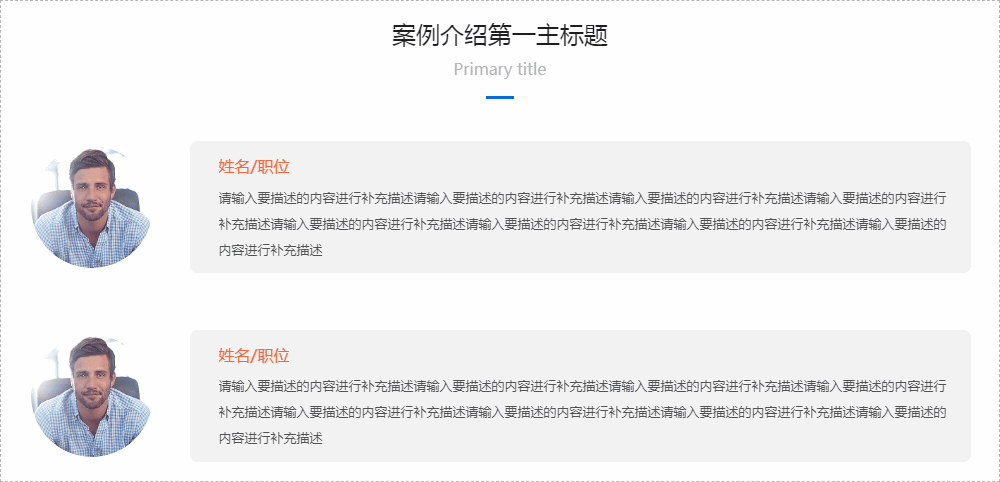 案例介绍第一主标题
Primary title
姓名/职位
请输入要描述的内容进行补充描述请输入要描述的内容进行补充描述请输入要描述的内容进行补充描述请输入要描述的内容进行
补充描述请输入要描述的内容进行补充描述请输入要描述的内容进行补充描述请输入要描述的内容进行补充描述请输入要描述的
内容进行补充描述
姓名/职位
请输入要描述的内容进行补充描述请输入要描述的内容进行补充描述请输入要描述的内容进行补充描述请输入要描述的内容进行
补充描述请输入要描述的内容进行补充描述请输入要描述的内容进行补充描述请输入要描述的内容进行补充描述请输入要描述的
内容进行补充描述